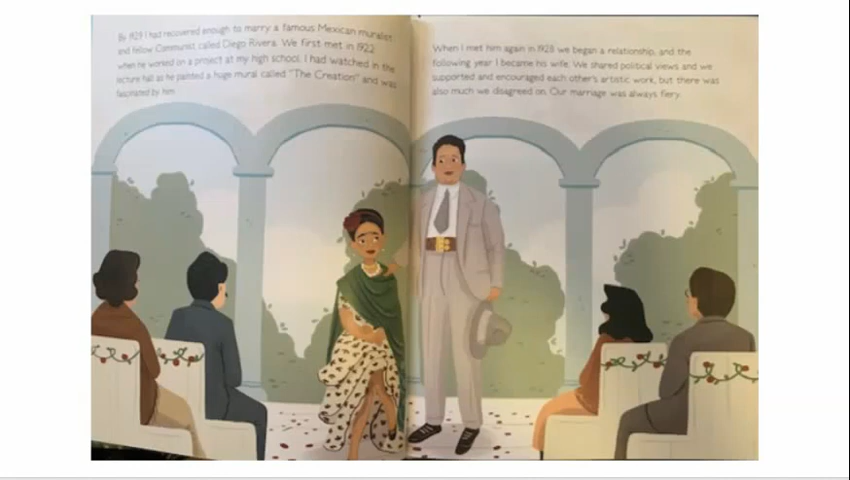 By 1929 I had recovered enough to marry a famous Mexican muralist
and fellow Communist called Diego Rivera. We first met in 1922
when he worked on a project at my high school. I had watched in the
lecture hall as he painted a huge mural called "The Creation" and was
fascinated by him.
When I met him again in 1928 we began a relationship, and the
following year I became his wife. We shared political views and we
supported and encouraged each other's artistic work, but there was
also much we disagreed on. Our marriage was always fiery.